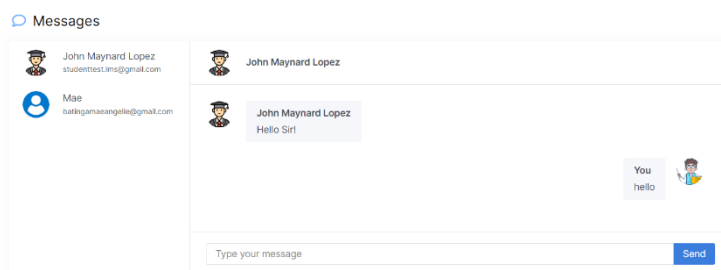 Messages
John Maynard Lopez
studenttest.lms@gmail.com
Mae
batingamaeangelle@gmail.com
John Maynard Lopez
John Maynard Lopez
Hello Sir!
You
hello
Type your message
Send